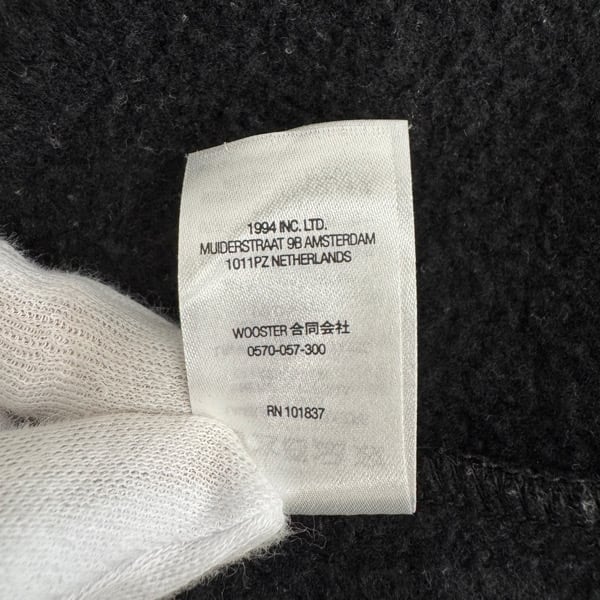 1994 INC. LTD.
MUIDERSTRAAT 9B AMSTERDAM
1011PZ NETHERLANDS
WOOSTER 合同会社
0570-057-300
RN 101837